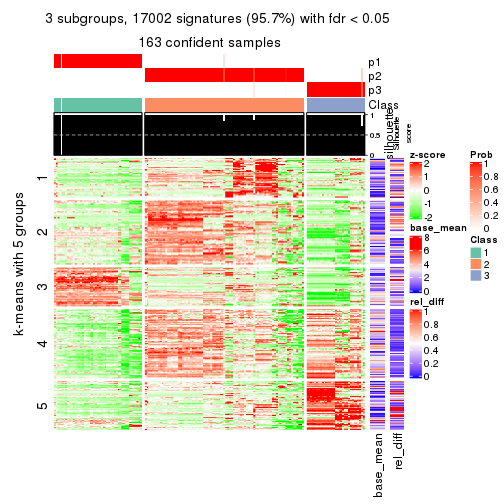 3 subgroups, 17002 signatures (95.7%) with fdr < 0.05
163 confident samples
p1
p2
p3
Class
1
0.5
0
silhouette
Silhouette
score
k-means with 5 groups
1
2
3
4
5
base_mean
rel_diff
z-score
2
1
0
-1
-2
base_mean
8
6
4
2
0
rel_diff
1
0.8
0.6
0.4
0.2
0
Prob
1
0.8
0.6
0.4
0.2
0
Class
1
2
3